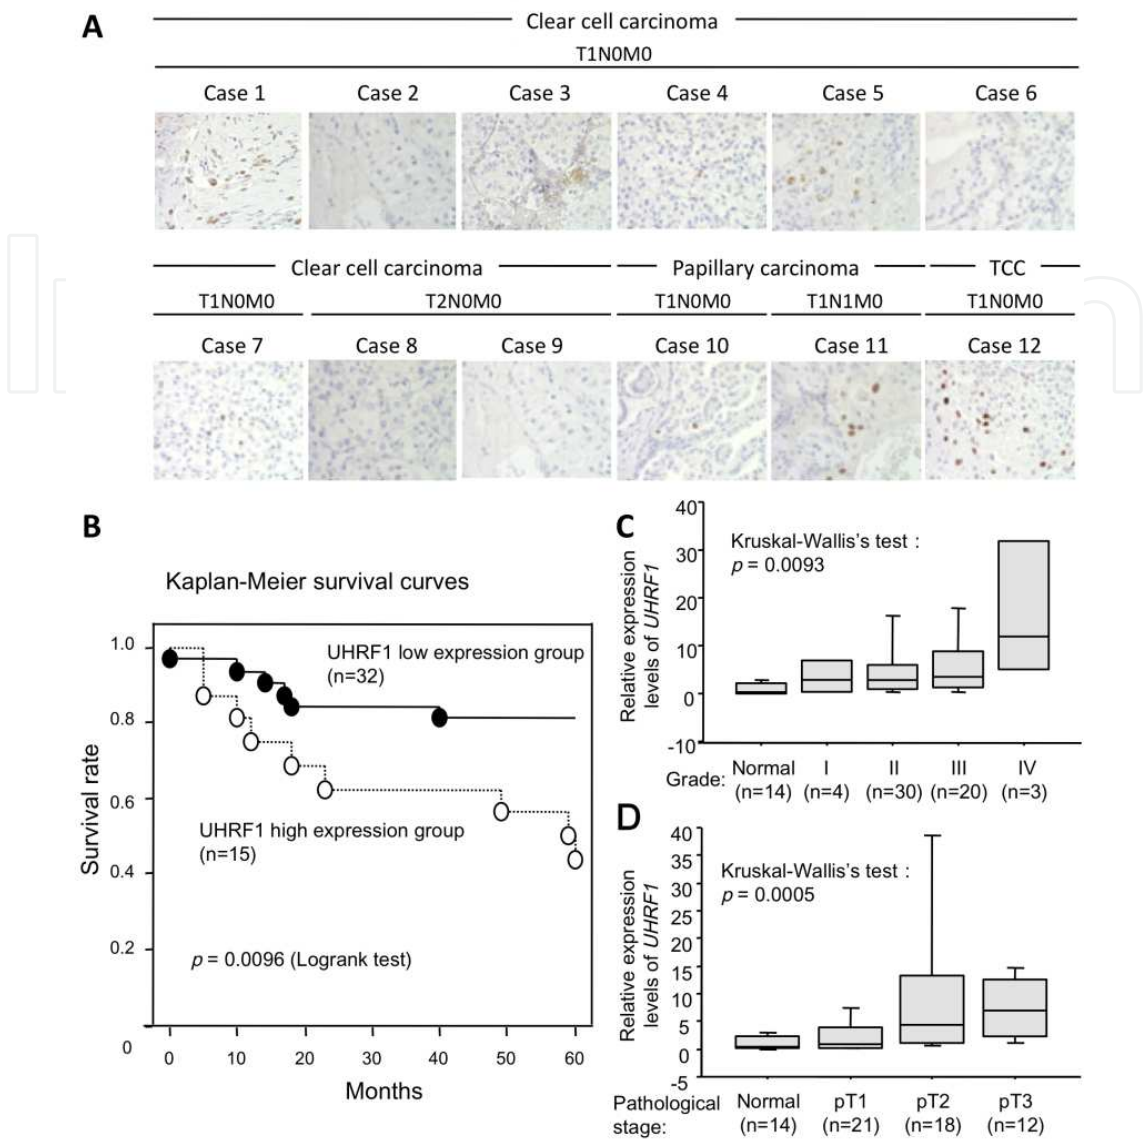 A
Clear cell carcinoma
T1N0M0
Case 1 Case 2 Case 3 Case 4 Case 5 Case 6
Clear cell carcinoma Papillary carcinoma TCC
T1N0M0 T2N0M0 T1N0M0 T1N1M0 T1N0M0
Case 7 Case 8 Case 9 Case 10 Case 11 Case 12
B
Kaplan-Meier survival curves
Survival rate
1.0
0.8
0.6
0.4
0.2
0
UHRF1 low expression group
(n=32)
UHRF1 high expression group
(n=15)
p = 0.0096 (Logrank test)
0 10 20 30 40 50 60
Months
C
Relative expression
levels of UHRF1
40
30
20
10
0
-10
Kruskal-Wallis's test :
p = 0.0093
Grade: Normal I II III IV
(n=14) (n=4) (n=30) (n=20) (n=3)
D
Relative expression
levels of UHRF1
40
35
30
25
20
15
10
5
0
-5
Kruskal-Wallis's test :
p = 0.0005
Pathological Normal pT1 pT2 pT3
stage: (n=14) (n=21) (n=18) (n=12)